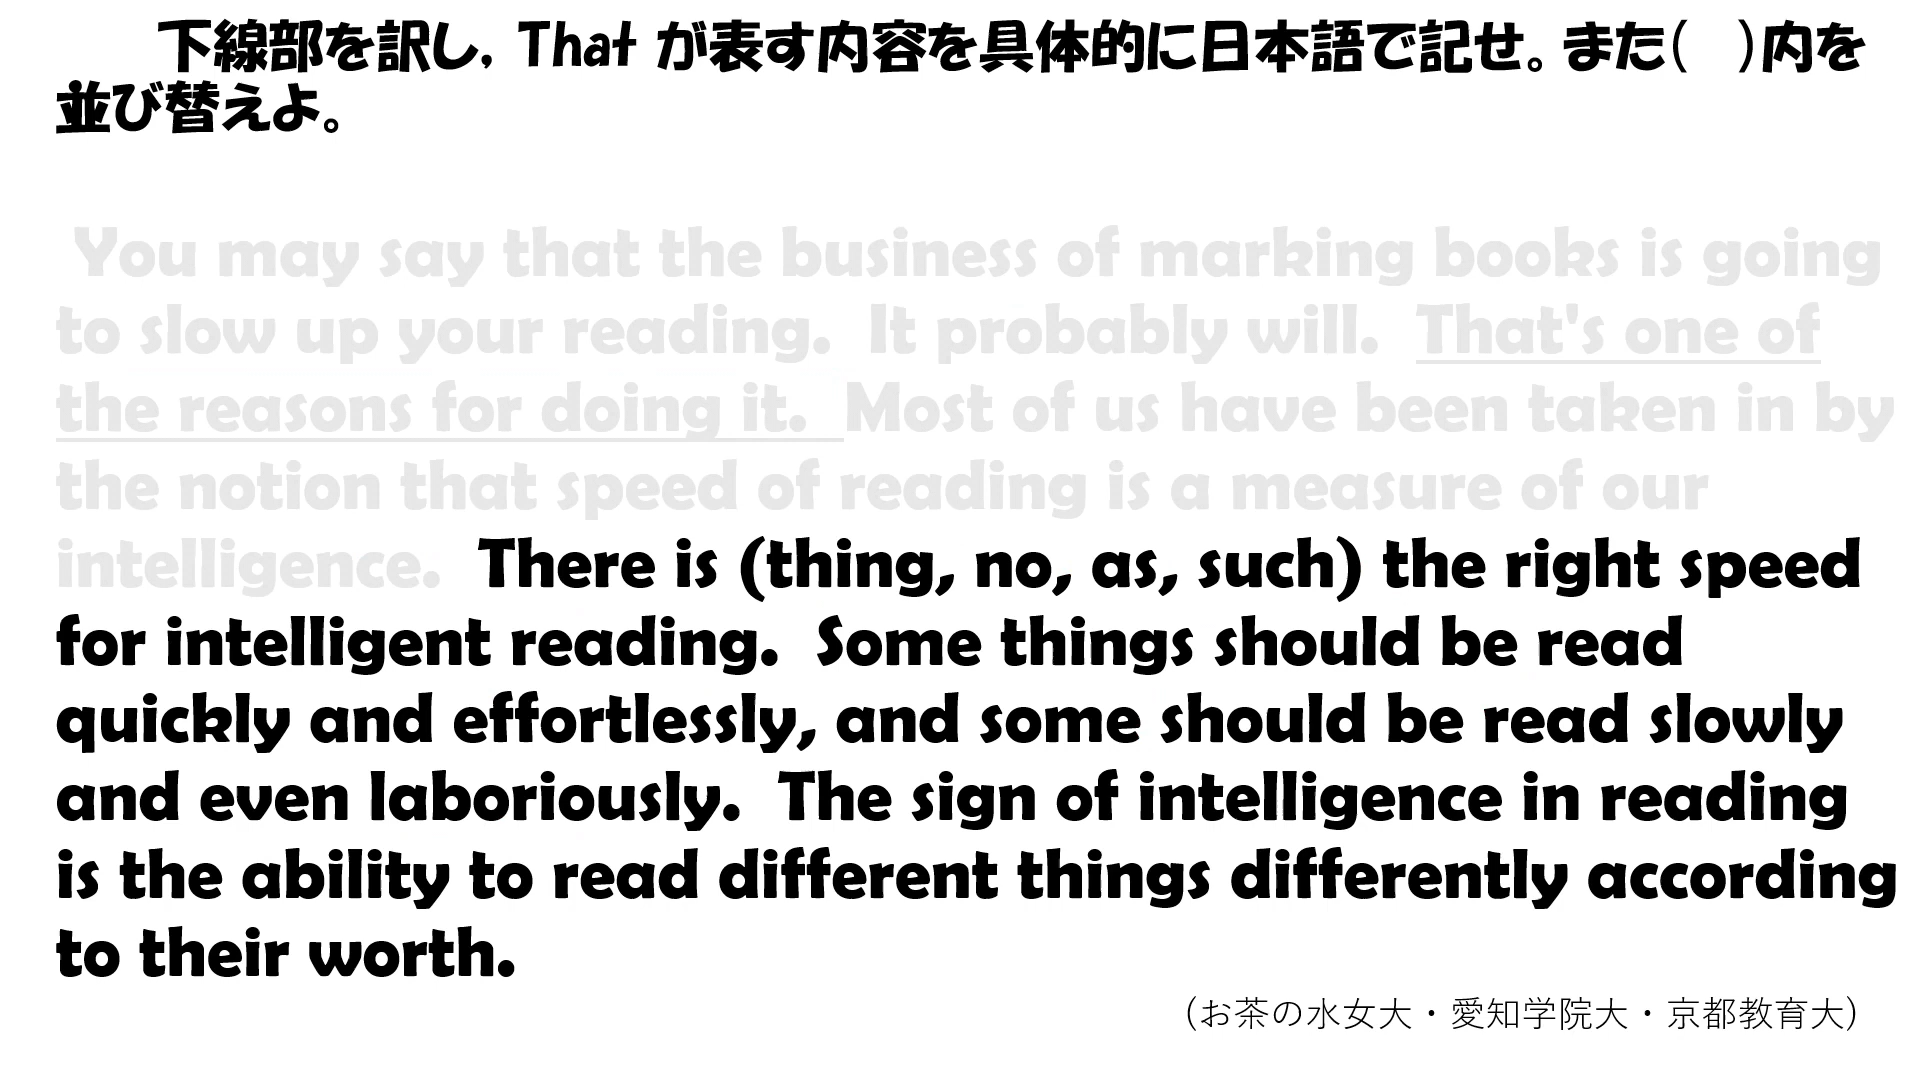 下線部を訳し, That が表す内容を具体的に日本語で記せ。また(　)内を
並び替えよ。
You may say that the business of marking books is going
to slow up your reading. It probably will. That's one of
the reasons for doing it. Most of us have been taken in by
the notion that speed of reading is a measure of our
intelligence. There is (thing, no, as, such) the right speed
for intelligent reading. Some things should be read
quickly and effortlessly, and some should be read slowly
and even laboriously. The sign of intelligence in reading
is the ability to read different things differently according
to their worth.
(お茶の水女大・愛知学院大・京都教育大)